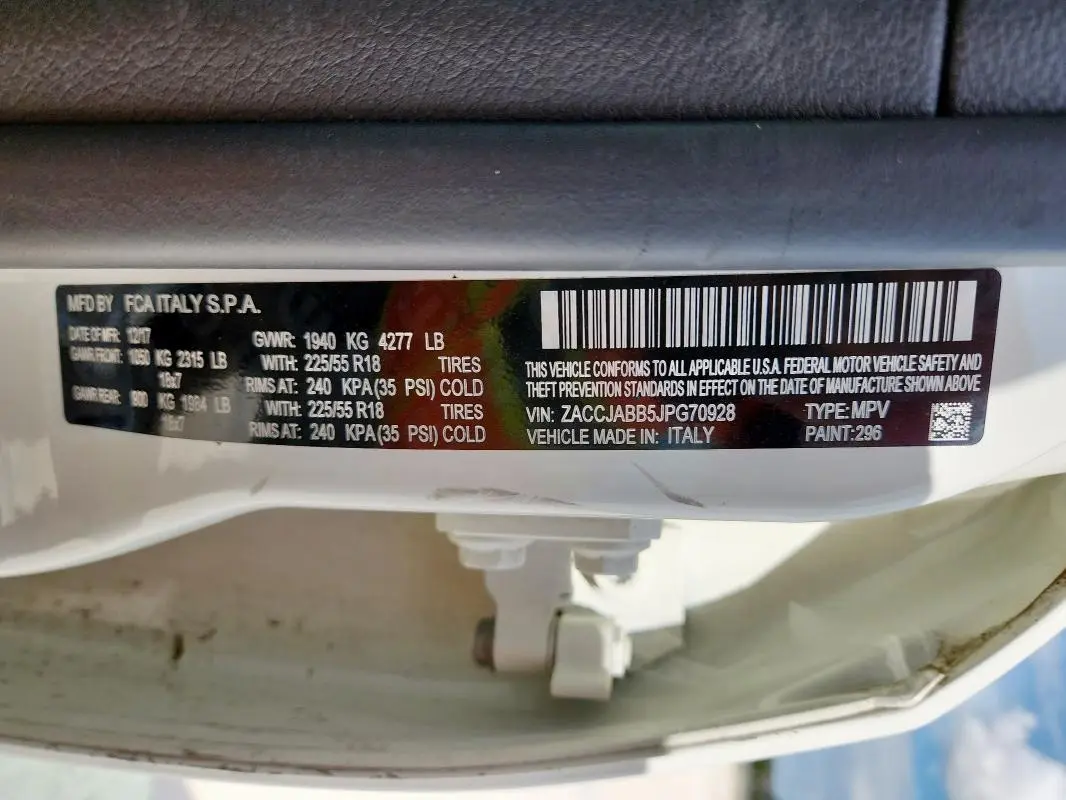 MFD BY FCA ITALY S.P.A.
DATE OF MFR: 12/17 GVWR: 1940 KG 4277 LB
GAWR FRONT: 1050 KG 2315 LB WITH: 225/55 R18 TIRES
18x7 RIMS AT: 240 KPA(35 PSI) COLD
GAWR REAR: 900 KG 1984 LB WITH: 225/55 R18 TIRES
18x7 RIMS AT: 240 KPA(35 PSI) COLD
THIS VEHICLE CONFORMS TO ALL APPLICABLE U.S.A. FEDERAL MOTOR VEHICLE SAFETY AND
THEFT PREVENTION STANDARDS IN EFFECT ON THE DATE OF MANUFACTURE SHOWN ABOVE
VIN: ZACCJABB5JPG70928 TYPE: MPV
VEHICLE MADE IN: ITALY PAINT: 296